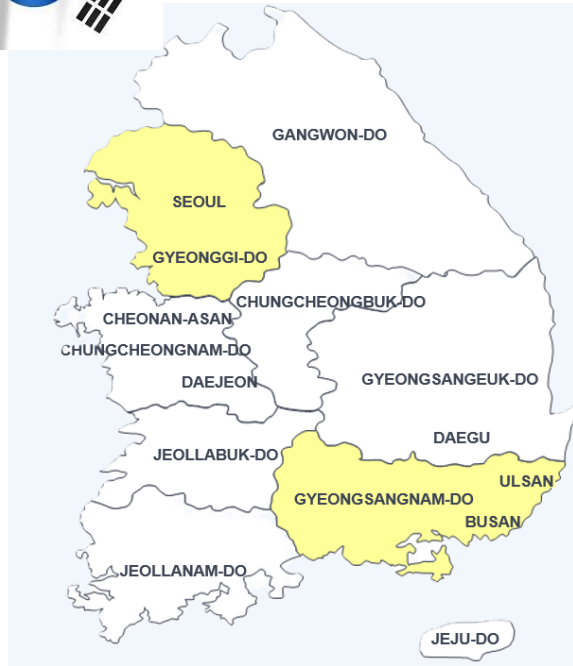 GANGWON-DO
SEOUL
GYEONGGI-DO
CHUNGCHEONGBUK-DO
CHEONAN-ASAN
CHUNGCHEONGNAM-DO
DAEJEON
GYEONGSANGEUK-DO
DAEGU
JEOLLABUK-DO
ULSAN
GYEONGSANGNAM-DO
BUSAN
JEOLLANAM-DO
JEJU-DO